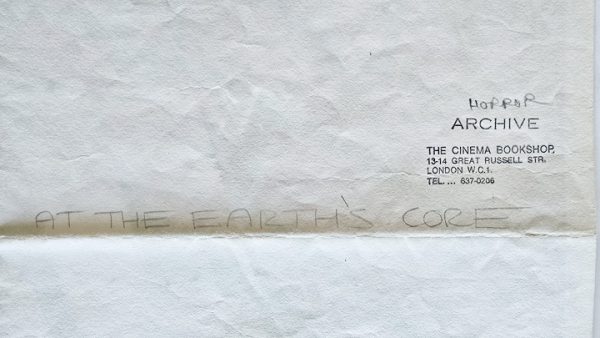 HORROR
ARCHIVE
THE CINEMA BOOKSHOP,
13-14 GREAT RUSSELL STR.
LONDON W.C.1.
TEL.... 637-0206
AT THE EARTH'S CORE